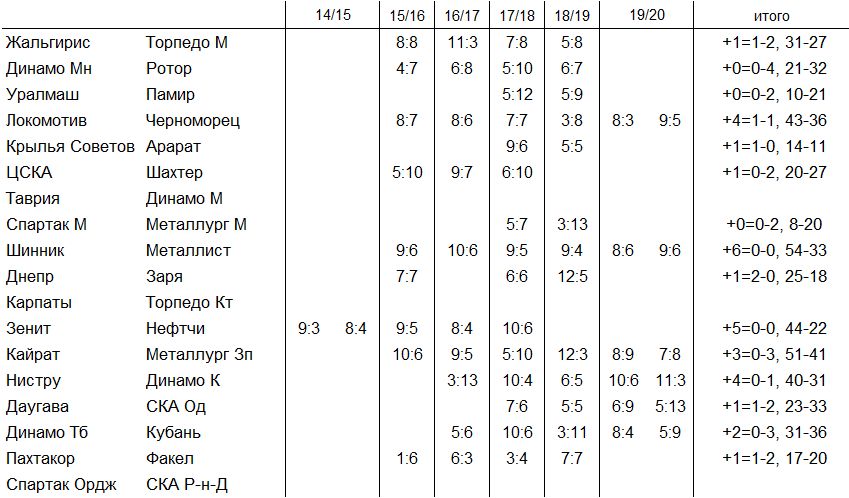 14/15 15/16 16/17 17/18 18/19 19/20 итого
Жальгирис Торпедо М 8:8 11:3 7:8 5:8 +1=1-2, 31-27
Динамо Мн Ротор 4:7 6:8 5:10 6:7 +0=0-4, 21-32
Уралмаш Памир 5:12 5:9 +0=0-2, 10-21
Локомотив Черноморец 8:7 8:6 7:7 3:8 8:3 9:5 +4=1-1, 43-36
Крылья Советов Арарат 9:6 5:5 +1=1-0, 14-11
ЦСКА Шахтер 5:10 9:7 6:10 +1=0-2, 20-27
Таврия Динамо М
Спартак М Металлург М 5:7 3:13 +0=0-2, 8-20
Шинник Металлист 9:6 10:6 9:5 9:4 8:6 9:6 +6=0-0, 54-33
Днепр Заря 7:7 6:6 12:5 +1=2-0, 25-18
Карпаты Торпедо Кт
Зенит Нефтчи 9:3 8:4 9:5 8:4 10:6 +5=0-0, 44-22
Кайрат Металлург Зп 10:6 9:5 5:10 12:3 8:9 7:8 +3=0-3, 51-41
Нистру Динамо К 3:13 10:4 6:5 10:6 11:3 +4=0-1, 40-31
Даугава СКА Од 7:6 5:5 6:9 5:13 +1=1-2, 23-33
Динамо Тб Кубань 5:6 10:6 3:11 8:4 5:9 +2=0-3, 31-36
Пахтакор Факел 1:6 6:3 3:4 7:7 +1=1-2, 17-20
Спартак Ордж СКА Р-н-Д